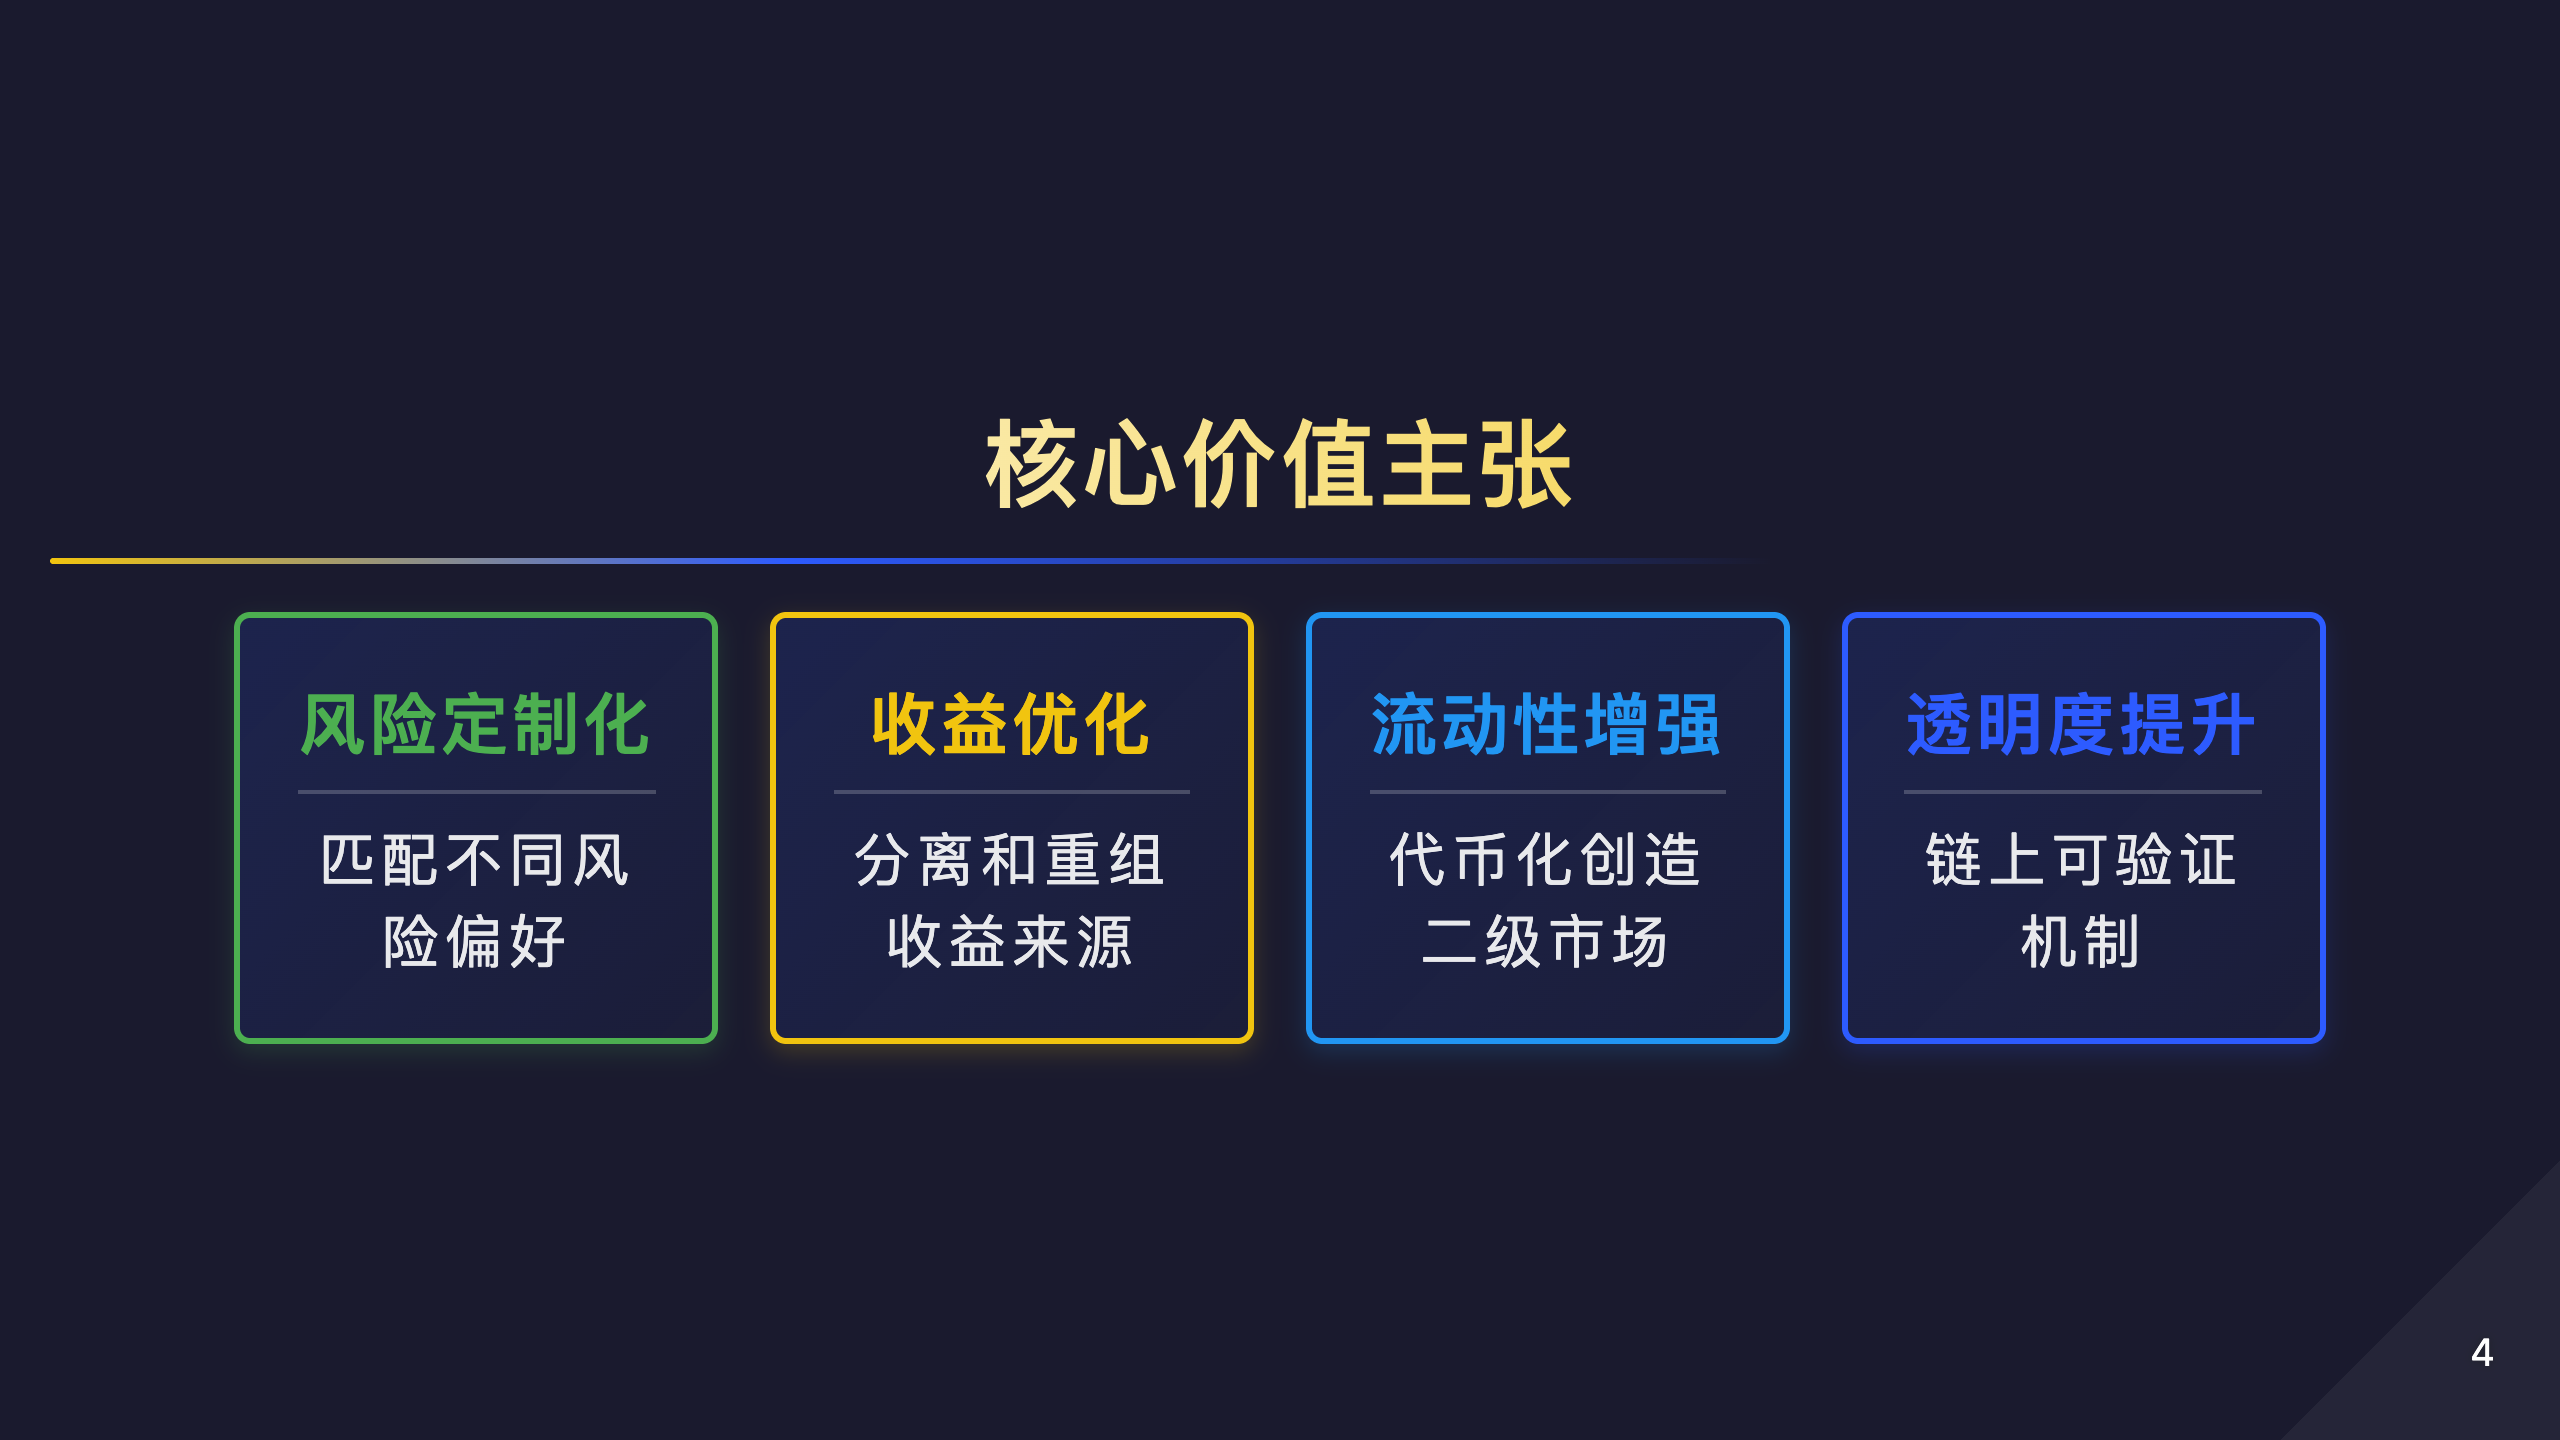 核心价值主张
风险定制化
匹配不同风
险偏好
收益优化
分离和重组
收益来源
流动性增强
代币化创造
二级市场
透明度提升
链上可验证
机制
4